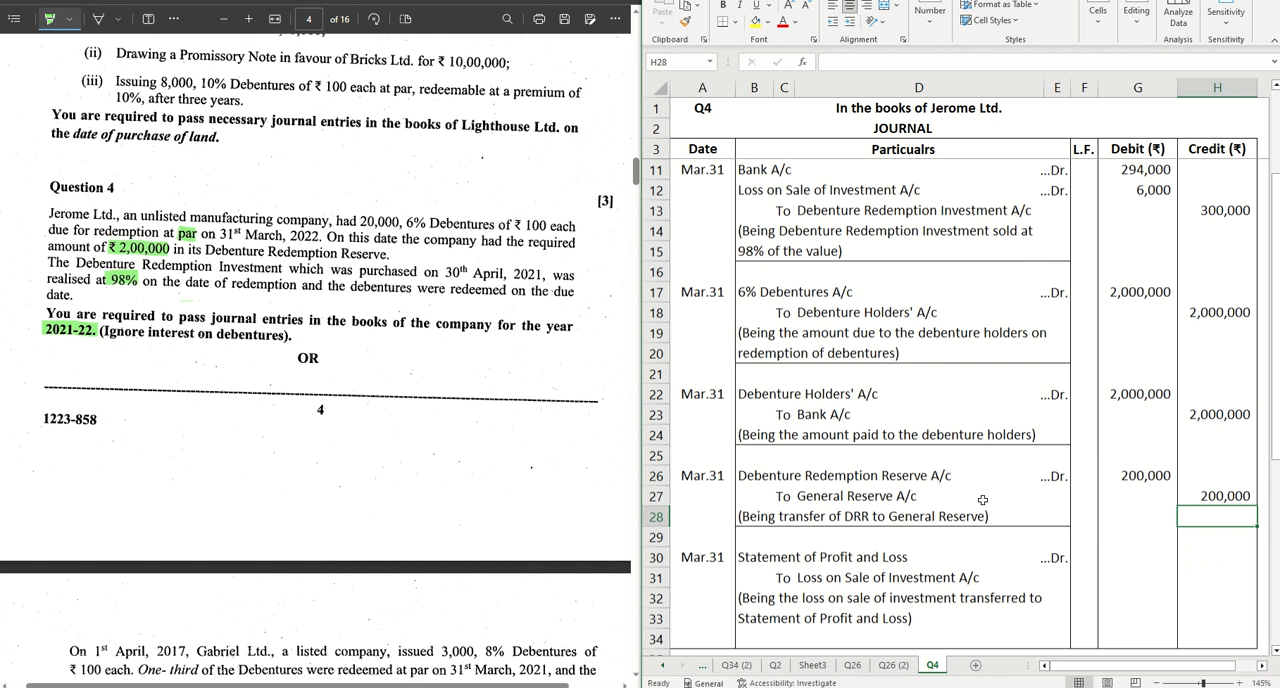 4 of 16
(ii) Drawing a Promissory Note in favour of Bricks Ltd. for ₹ 10,00,000;
(iii) Issuing 8,000, 10% Debentures of ₹ 100 each at par, redeemable at a premium of
10%, after three years.
You are required to pass necessary journal entries in the books of Lighthouse Ltd. on
the date of purchase of land.
Question 4
[3]
Jerome Ltd., an unlisted manufacturing company, had 20,000, 6% Debentures of ₹ 100 each
due for redemption at par on 31st March, 2022. On this date the company had the required
amount of ₹ 2,00,000 in its Debenture Redemption Reserve.
The Debenture Redemption Investment which was purchased on 30th April, 2021, was
realised at 98% on the date of redemption and the debentures were redeemed on the due
date.
You are required to pass journal entries in the books of the company for the year
2021-22. (Ignore interest on debentures).
OR
4
1223-858
On 1st April, 2017, Gabriel Ltd., a listed company, issued 3,000, 8% Debentures of
₹ 100 each. One- third of the Debentures were redeemed at par on 31st March, 2021, and the
Paste
B I U A A
Number
Format as Table
Cell Styles
Cells
Editing
Analyze
Data
Sensitivity
Clipboard Font Alignment Styles Analysis Sensitivity
H28 fx
A B C D E F G H
1 Q4 In the books of Jerome Ltd.
2 JOURNAL
3 Date Particualrs L.F. Debit (₹) Credit (₹)
11 Mar.31 Bank A/c ...Dr. 294,000
12 Loss on Sale of Investment A/c ...Dr. 6,000
13 To Debenture Redemption Investment A/c 300,000
14 (Being Debenture Redemption Investment sold at
15 98% of the value)
16
17 Mar.31 6% Debentures A/c ...Dr. 2,000,000
18 To Debenture Holders' A/c 2,000,000
19 (Being the amount due to the debenture holders on
20 redemption of debentures)
21
22 Mar.31 Debenture Holders' A/c ...Dr. 2,000,000
23 To Bank A/c 2,000,000
24 (Being the amount paid to the debenture holders)
25
26 Mar.31 Debenture Redemption Reserve A/c ...Dr. 200,000
27 To General Reserve A/c 200,000
28 (Being transfer of DRR to General Reserve)
29
30 Mar.31 Statement of Profit and Loss ...Dr.
31 To Loss on Sale of Investment A/c
32 (Being the loss on sale of investment transferred to
33 Statement of Profit and Loss)
34
... Q34 (2) Q2 Sheet3 Q26 Q26 (2) Q4
Ready General Accessibility: Investigate 145%